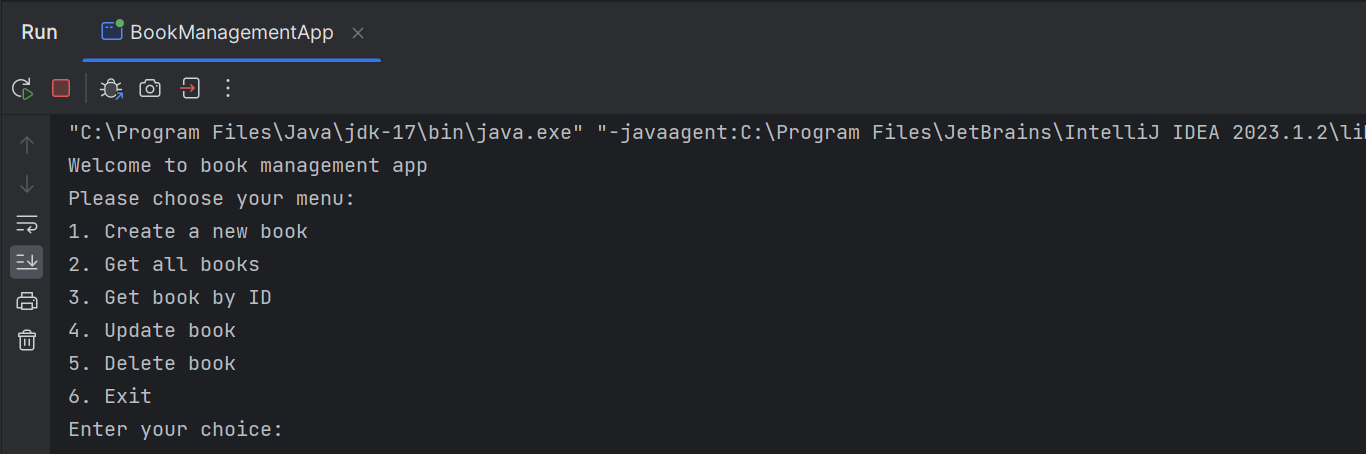 Run BookManagementApp
"C:\Program Files\Java\jdk-17\bin\java.exe" "-javaagent:C:\Program Files\JetBrains\IntelliJ IDEA 2023.1.2\lib
Welcome to book management app
Please choose your menu:
1. Create a new book
2. Get all books
3. Get book by ID
4. Update book
5. Delete book
6. Exit
Enter your choice: